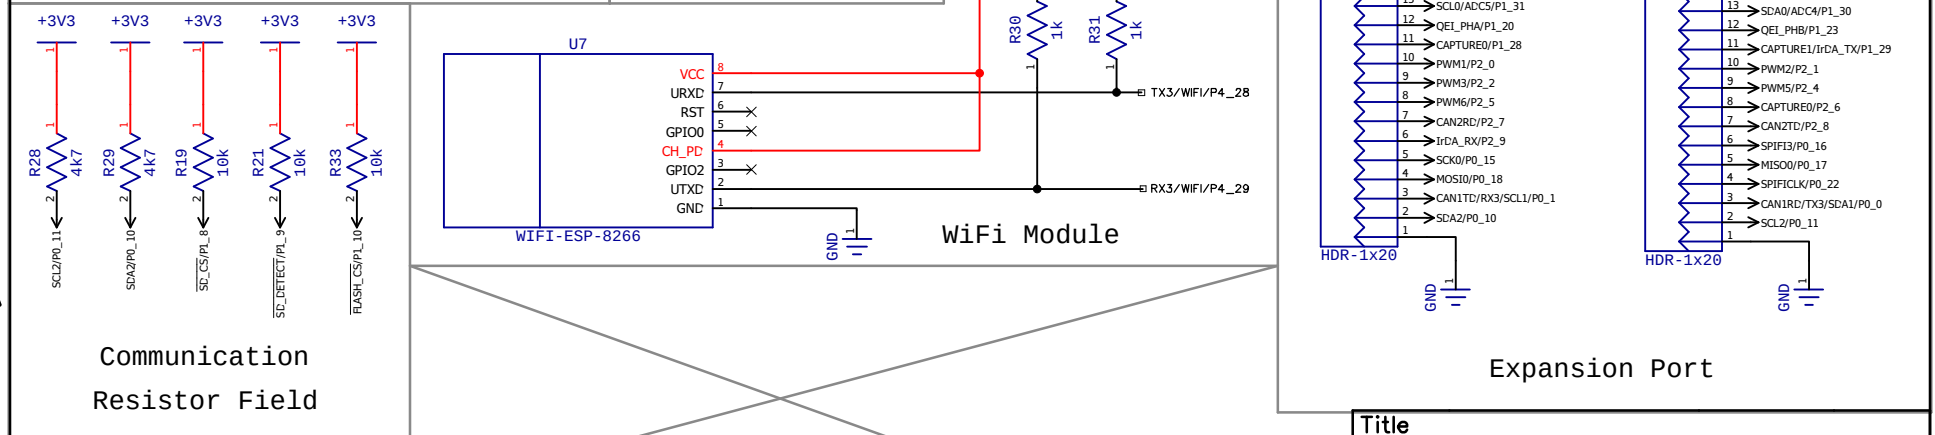 +3V3 +3V3 +3V3 +3V3 +3V3
1 1 1 1 1
1 1 1 1 1
R28 4k7 R29 4k7 R19 10k R21 10k R33 10k
2 2 2 2 2
SCL2/P0_11
SDA2/P0_10
SD_CS/P1_8
SD_DETECT/P1_9
FLASH_CS/P1_10
Communication
Resistor Field
U7
R30 1k
R31 1k
1 1
VCC 8
URXD 7
TX3/WIFI/P4_28
RST 6
GPIO0 5
CH_PD 4
GPIO2 3
UTXD 2
RX3/WIFI/P4_29
GND 1
WIFI-ESP-8266
GND 1
WiFi Module
SCL0/ADC5/P1_31
12 QEI_PHA/P1_20
11 CAPTURE0/P1_28
10 PWM1/P2_0
9 PWM3/P2_2
8 PWM6/P2_5
7 CAN2RD/P2_7
6 IrDA_RX/P2_9
5 SCK0/P0_15
4 MOSI0/P0_18
3 CAN1TD/RX3/SCL1/P0_1
2 SDA2/P0_10
1
HDR-1x20
GND 1
13 SDA0/ADC4/P1_30
12 QEI_PHB/P1_23
11 CAPTURE1/IrDA_TX/P1_29
10 PWM2/P2_1
9 PWM5/P2_4
8 CAPTURE0/P2_6
7 CAN2TD/P2_8
6 SPIFI3/P0_16
5 MISO0/P0_17
4 SPIFICLK/P0_22
3 CAN1RD/TX3/SDA1/P0_0
2 SCL2/P0_11
1
HDR-1x20
GND 1
Expansion Port
Title